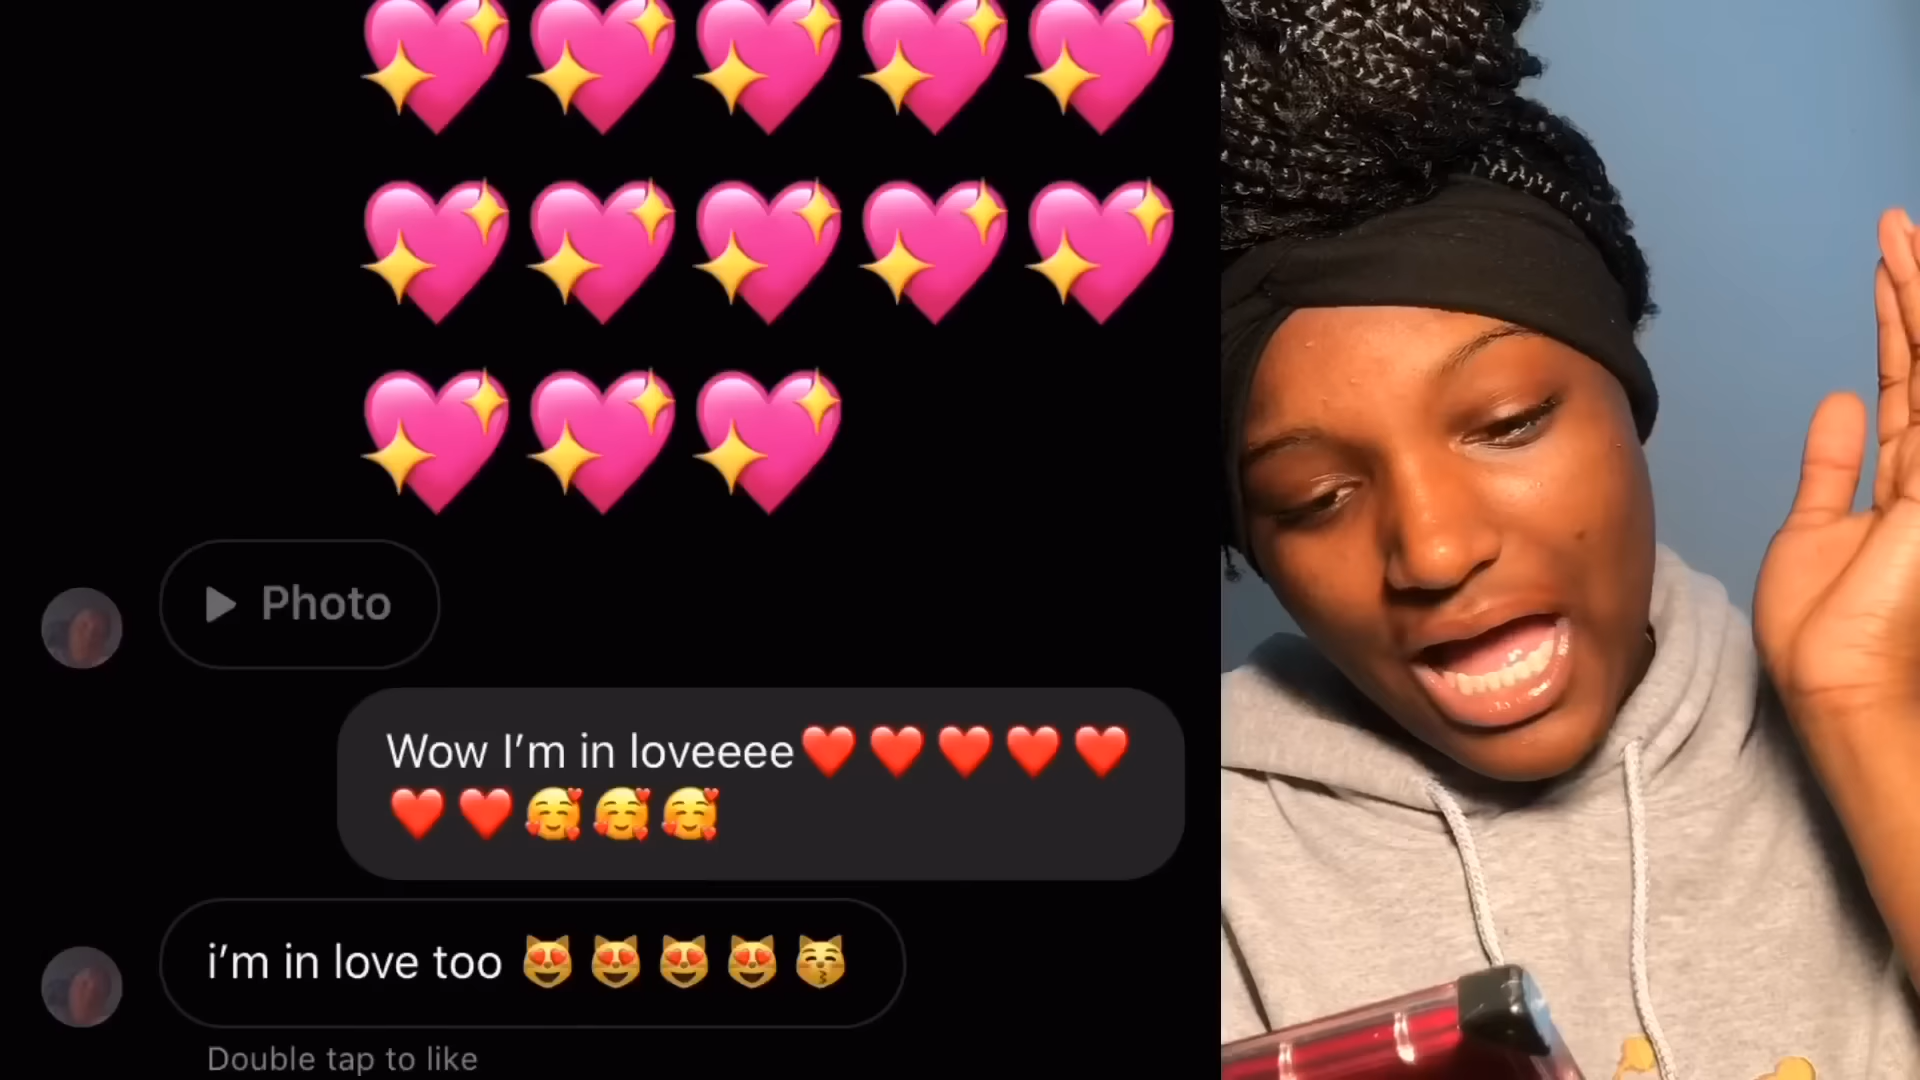 💖💖💖💖💖
💖💖💖💖💖
💖💖💖
Photo
Wow I’m in loveeee❤️❤️❤️❤️❤️
❤️❤️🥰🥰🥰
i’m in love too 😻😻😻😻😽
Double tap to like